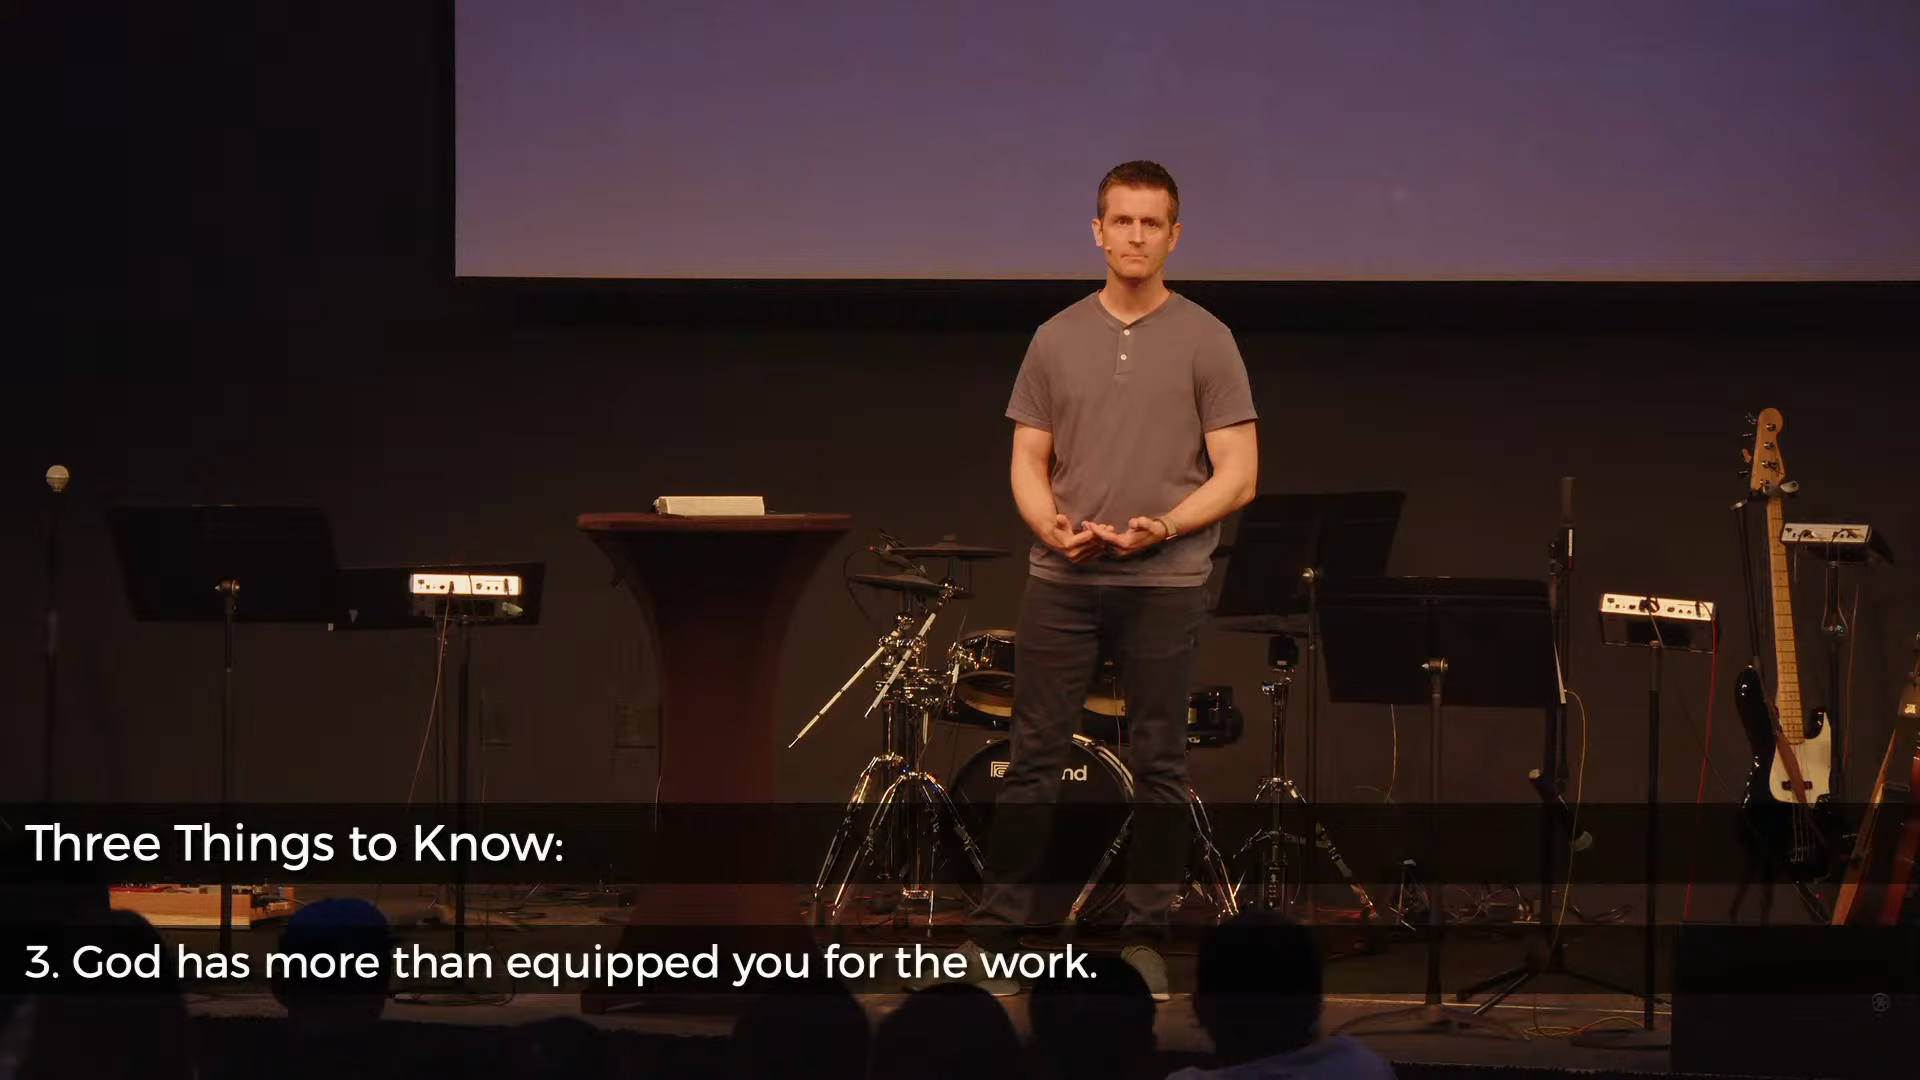 Three Things to Know:
3. God has more than equipped you for the work.